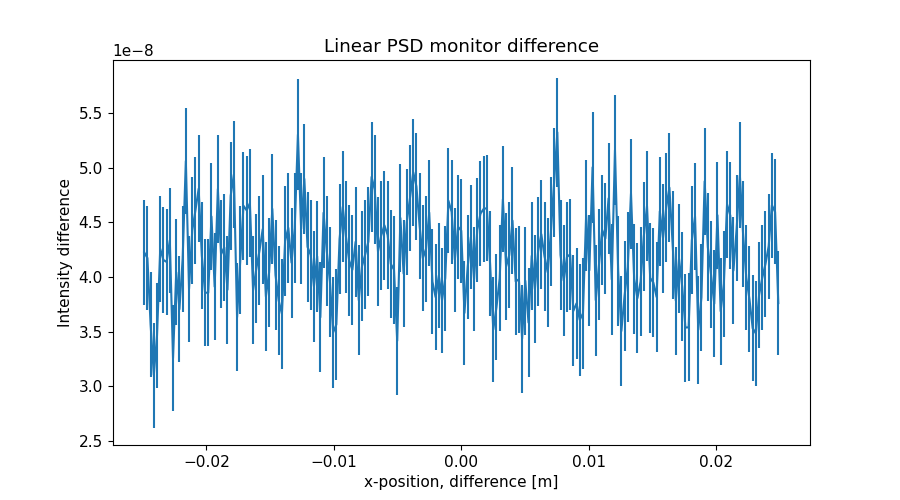 Linear PSD monitor difference
1e−8
5.5
5.0
4.5
4.0
3.5
3.0
2.5
Intensity difference
−0.02 −0.01 0.00 0.01 0.02
x-position, difference [m]